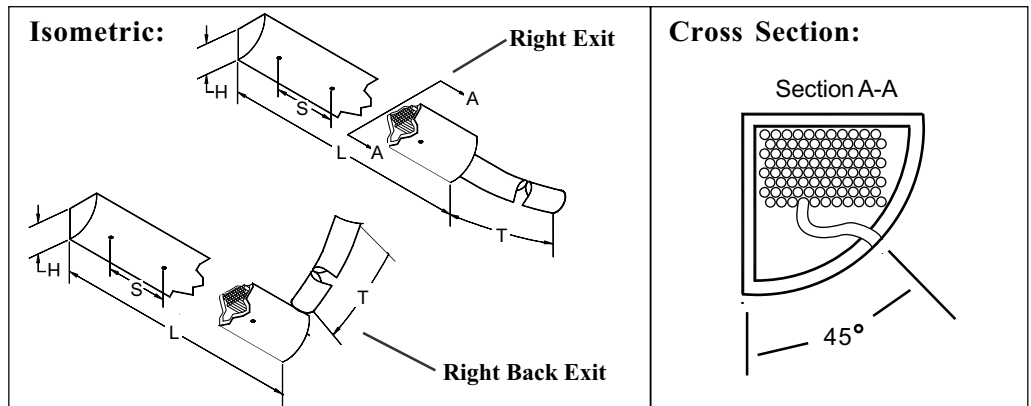 Isometric:
Right Exit
H
S
L
A
A
T
H
S
L
T
Right Back Exit
Cross Section:
Section A-A
45°